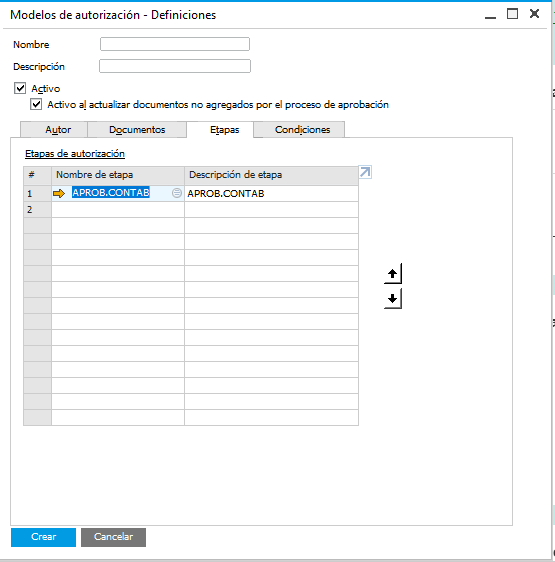 Modelos de autorización - Definiciones
Nombre
Descripción
Activo
Activo al actualizar documentos no agregados por el proceso de aprobación
Autor Documentos Etapas Condiciones
Etapas de autorización
# Nombre de etapa Descripción de etapa
1 APROB.CONTAB APROB.CONTAB
2
Crear Cancelar